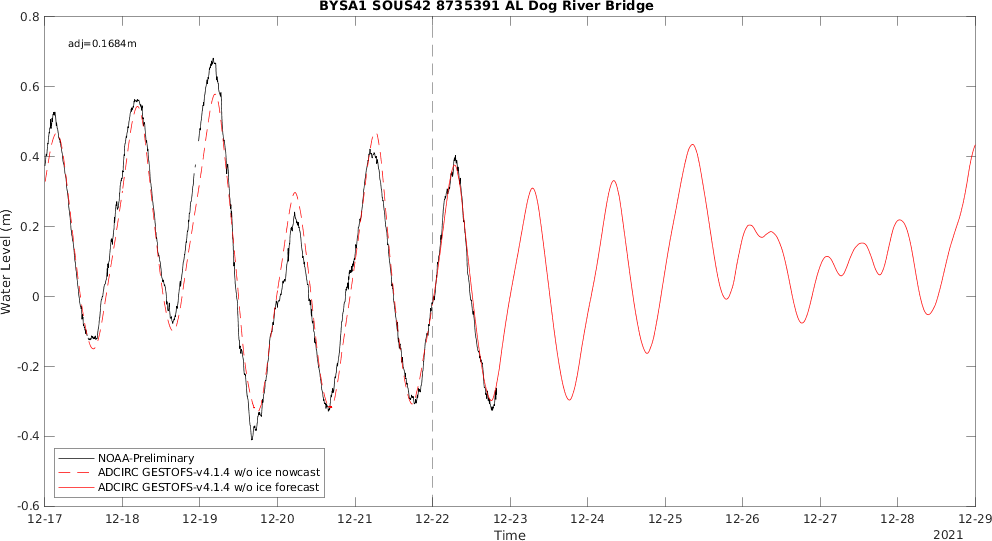 BYSA1 SOUS42 8735391 AL Dog River Bridge
adj=0.1684m
Water Level (m)
0.8
0.6
0.4
0.2
0
-0.2
-0.4
-0.6
NOAA-Preliminary
ADCIRC GESTOFS-v4.1.4 w/o ice nowcast
ADCIRC GESTOFS-v4.1.4 w/o ice forecast
12-17 12-18 12-19 12-20 12-21 12-22 12-23 12-24 12-25 12-26 12-27 12-28 12-29
Time
2021